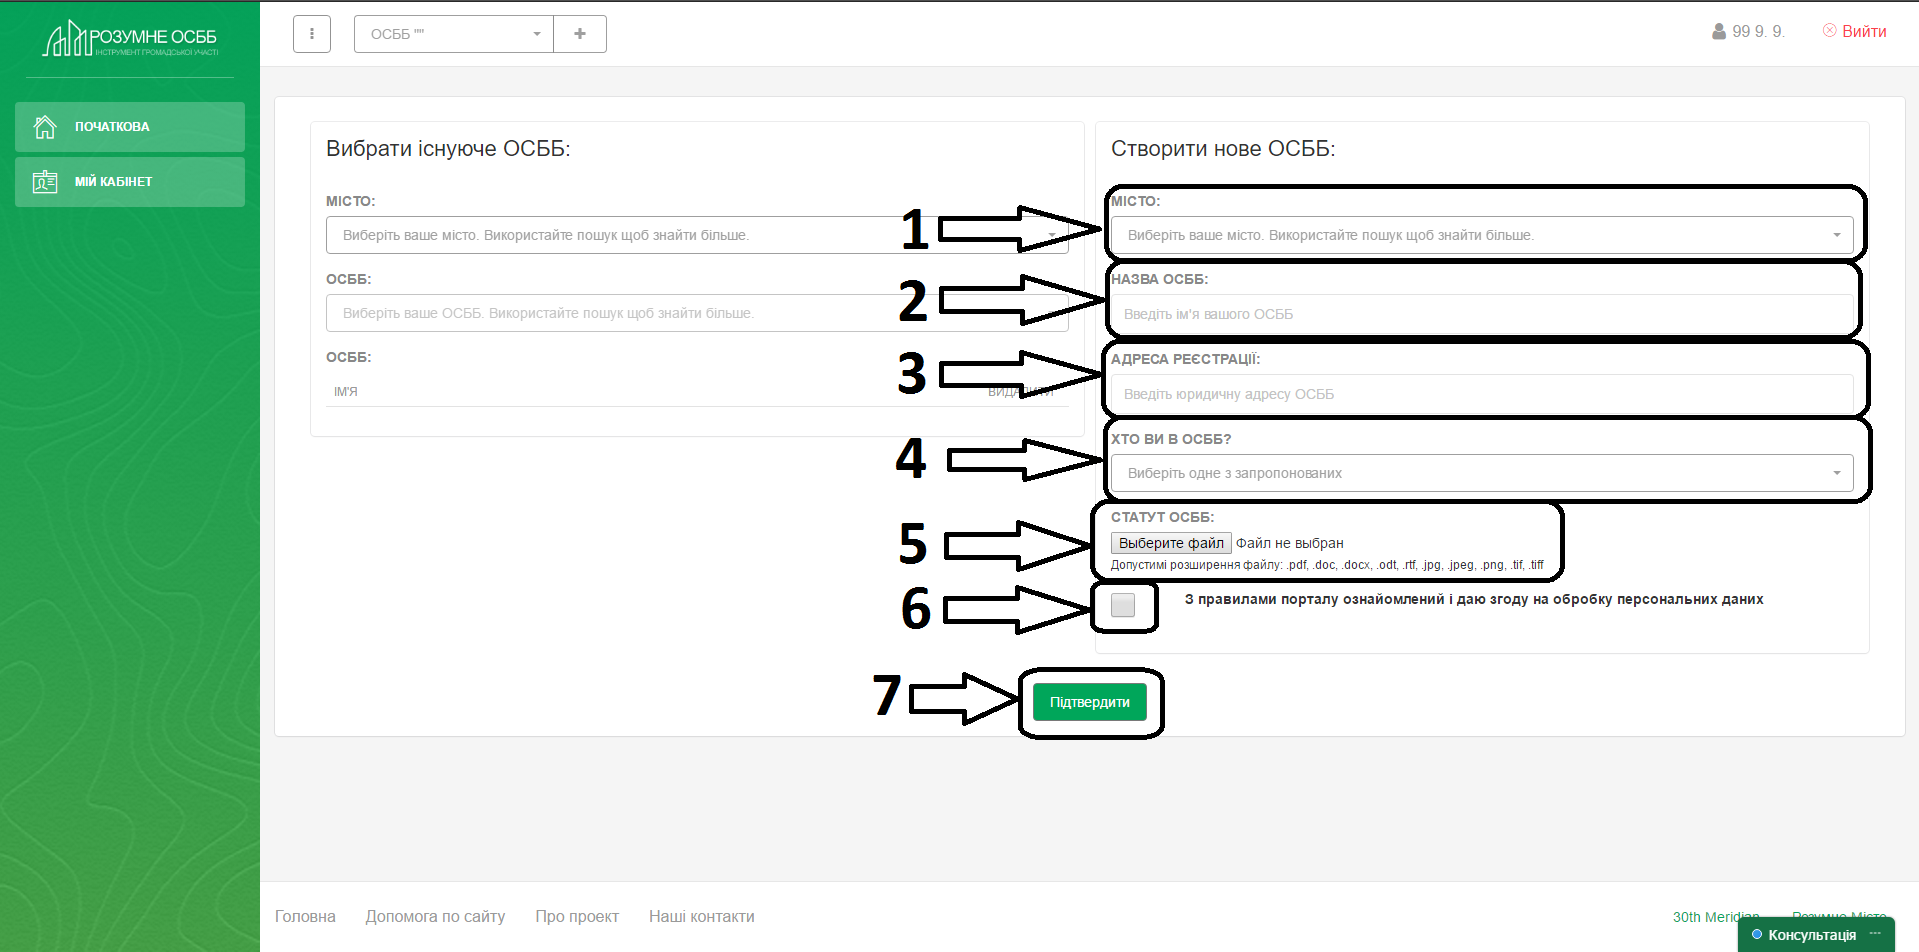 РОЗУМНЕ ОСББ
ІНСТРУМЕНТ ГРОМАДСЬКОЇ УЧАСТІ
ПОЧАТКОВА
МІЙ КАБІНЕТ
ОСББ ""
+
99 9. 9.
Вийти
Вибрати існуюче ОСББ:
МІСТО:
Виберіть ваше місто. Використайте пошук щоб знайти більше.
ОСББ:
Виберіть ваше ОСББ. Використайте пошук щоб знайти більше.
ОСББ:
ІМ'Я
ВИДАЛИТИ
Створити нове ОСББ:
1
МІСТО:
Виберіть ваше місто. Використайте пошук щоб знайти більше.
2
НАЗВА ОСББ:
Введіть ім'я вашого ОСББ
3
АДРЕСА РЕЄСТРАЦІЇ:
Введіть юридичну адресу ОСББ
4
ХТО ВИ В ОСББ?
Виберіть одне з запропонованих
5
СТАТУТ ОСББ:
Выберите файл Файл не выбран
Допустимі розширення файлу: .pdf, .doc, .docx, .odt, .rtf, .jpg, .jpeg, .png, .tif, .tiff
6
З правилами порталу ознайомлений і даю згоду на обробку персональних даних
7
Підтвердити
Головна Допомога по сайту Про проект Наші контакти
30th Meridian Розумне Місто
Консультація